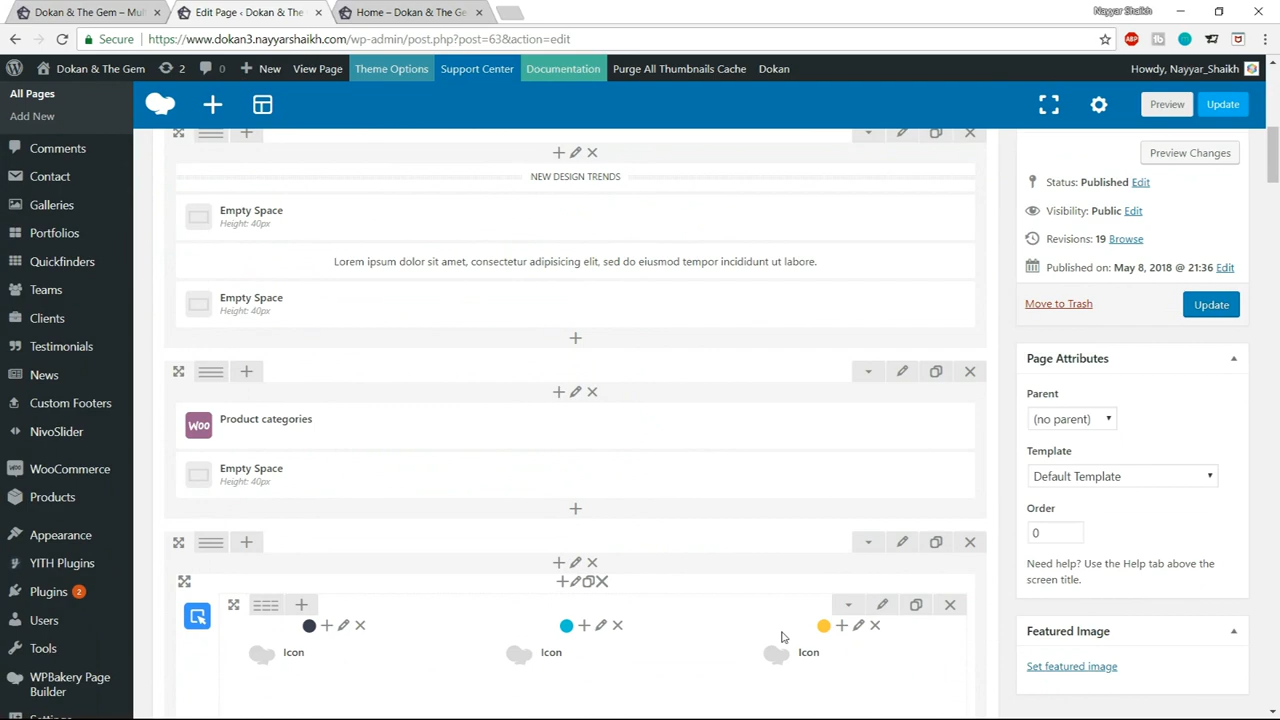 Dokan & The Gem – Mul
Edit Page ‹ Dokan & The
Home – Dokan & The Ge
Nayyar Shaikh
Secure
https://www.dokan3.nayyarshaikh.com/wp-admin/post.php?post=63&action=edit
Dokan & The Gem
2
0
New
View Page
Theme Options
Support Center
Documentation
Purge All Thumbnails Cache
Dokan
Howdy, Nayyar_Shaikh
All Pages
Add New
Comments
Contact
Galleries
Portfolios
Quickfinders
Teams
Clients
Testimonials
News
Custom Footers
NivoSlider
WooCommerce
Products
Appearance
YITH Plugins
Plugins 2
Users
Tools
WPBakery Page
Builder
Settings
Preview
Update
NEW DESIGN TRENDS
Empty Space
Height: 40px
Lorem ipsum dolor sit amet, consectetur adipisicing elit, sed do eiusmod tempor incididunt ut labore.
Empty Space
Height: 40px
Woo
Product categories
Empty Space
Height: 40px
Icon
Icon
Icon
Preview Changes
Status: Published Edit
Visibility: Public Edit
Revisions: 19 Browse
Published on: May 8, 2018 @ 21:36 Edit
Move to Trash
Update
Page Attributes
Parent
(no parent)
Template
Default Template
Order
0
Need help? Use the Help tab above the
screen title.
Featured Image
Set featured image